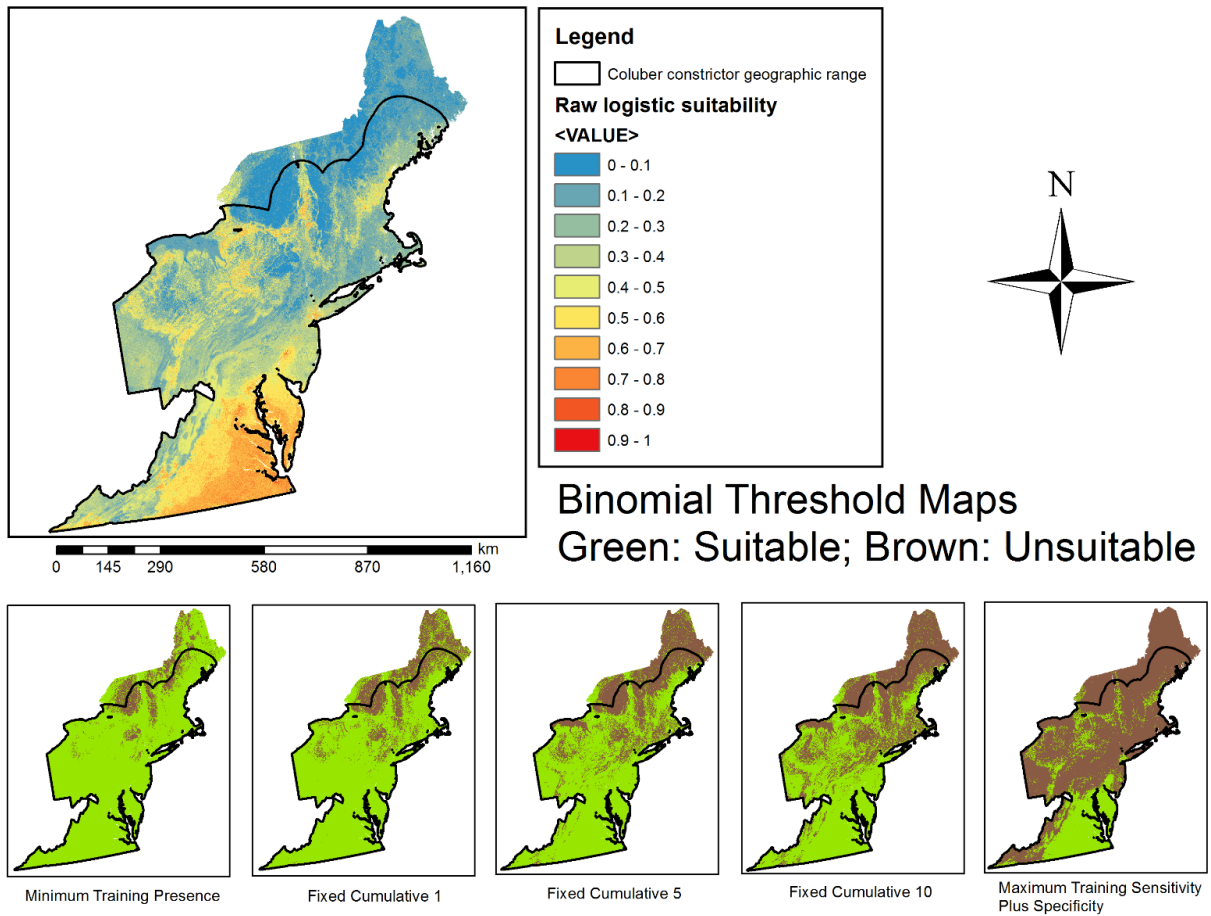 Legend
Coluber constrictor geographic range
Raw logistic suitability
<VALUE>
0 - 0.1
0.1 - 0.2
0.2 - 0.3
0.3 - 0.4
0.4 - 0.5
0.5 - 0.6
0.6 - 0.7
0.7 - 0.8
0.8 - 0.9
0.9 - 1
N
km
0 145 290 580 870 1,160
Binomial Threshold Maps
Green: Suitable; Brown: Unsuitable
Minimum Training Presence
Fixed Cumulative 1
Fixed Cumulative 5
Fixed Cumulative 10
Maximum Training Sensitivity
Plus Specificity